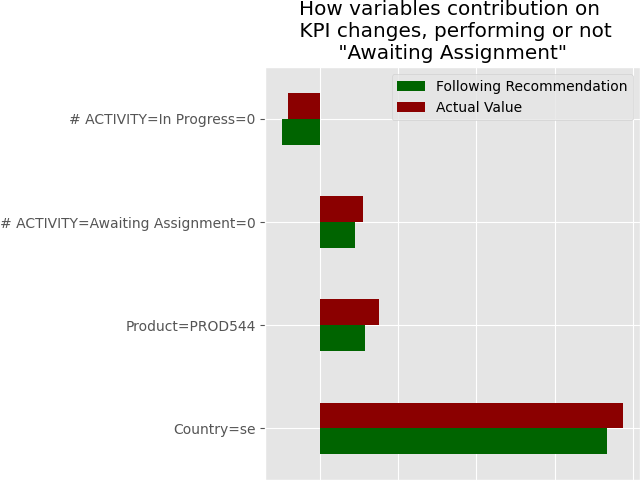 How variables contribution on
KPI changes, performing or not
"Awaiting Assignment"
Following Recommendation
Actual Value
# ACTIVITY=In Progress=0
# ACTIVITY=Awaiting Assignment=0
Product=PROD544
Country=se